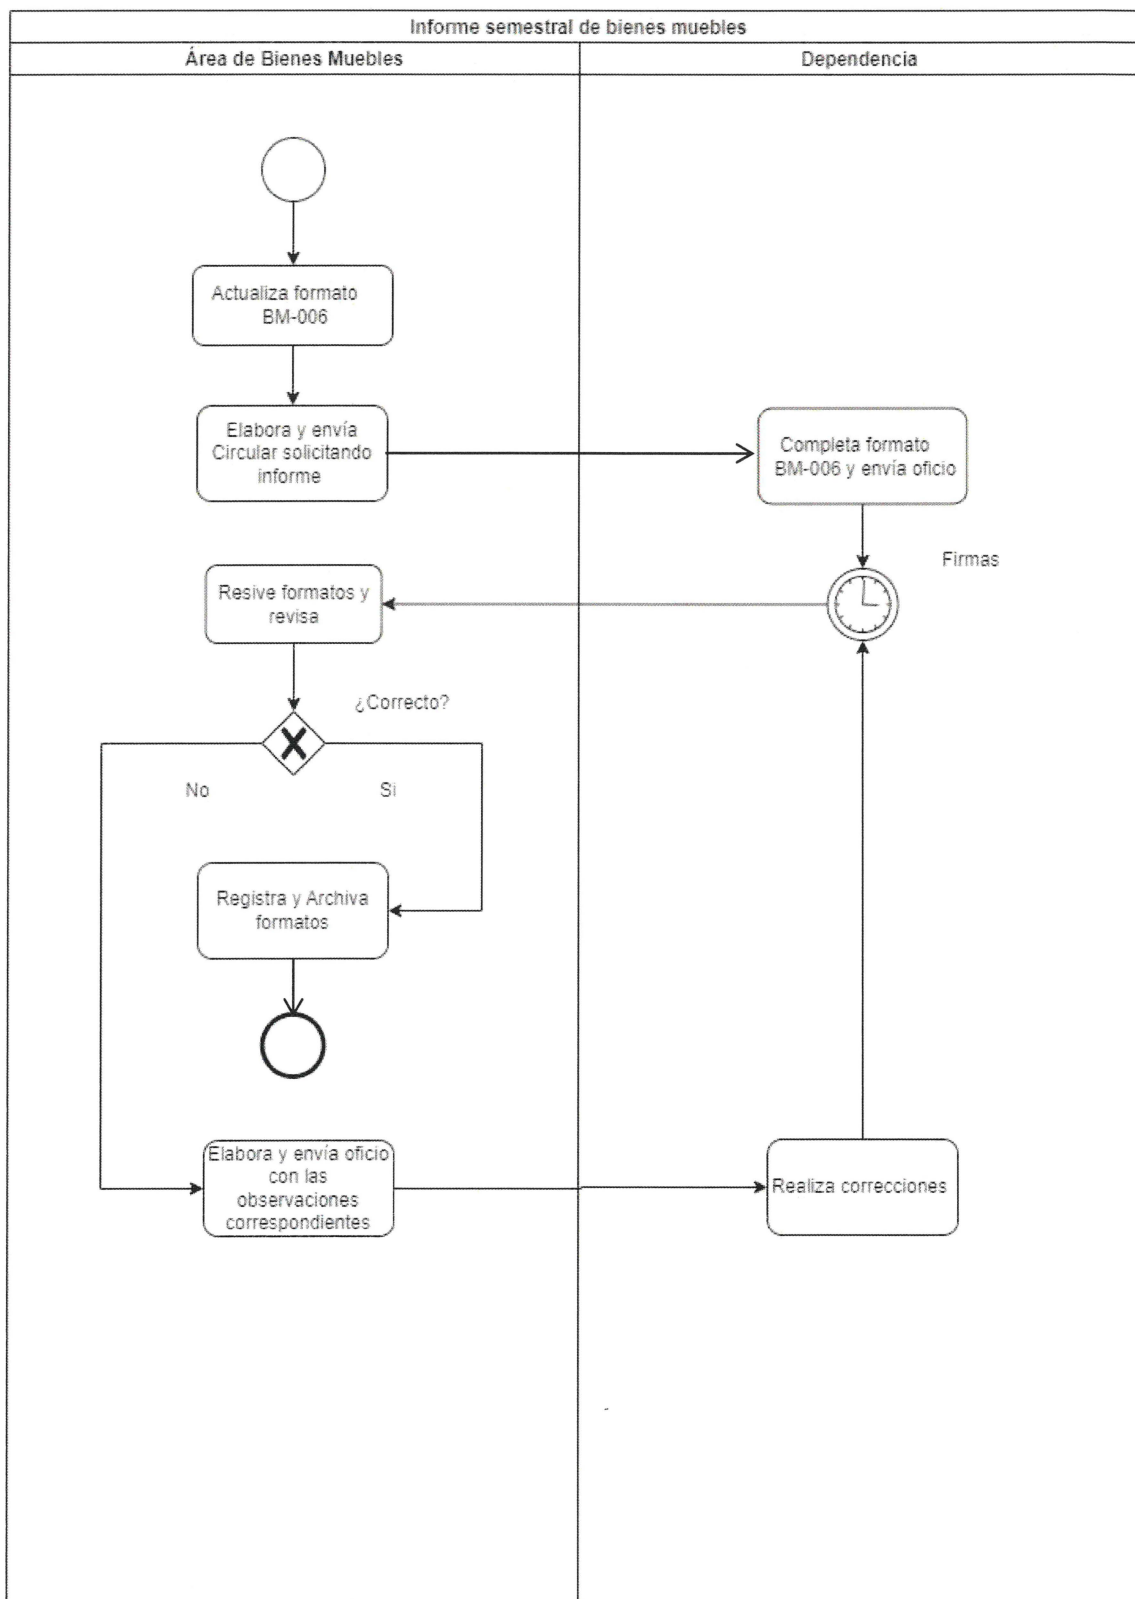 Informe semestral de bienes muebles
Área de Bienes Muebles
Dependencia
Actualiza formato
BM-006
Elabora y envía
Circular solicitando
informe
Completa formato
BM-006 y envía oficio
Firmas
Resive formatos y
revisa
¿Correcto?
No
Si
Registra y Archiva
formatos
Elabora y envía oficio
con las
observaciones
correspondientes
Realiza correcciones